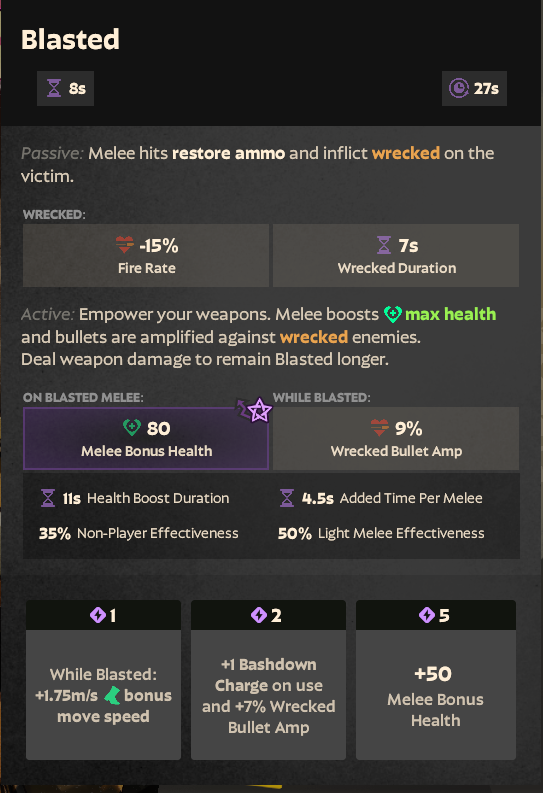 Blasted
8s
27s
Passive: Melee hits restore ammo and inflict wrecked on the
victim.
WRECKED:
-15%
Fire Rate
7s
Wrecked Duration
Active: Empower your weapons. Melee boosts max health
and bullets are amplified against wrecked enemies.
Deal weapon damage to remain Blasted longer.
ON BLASTED MELEE:
80
Melee Bonus Health
WHILE BLASTED:
9%
Wrecked Bullet Amp
11s Health Boost Duration
4.5s Added Time Per Melee
35% Non-Player Effectiveness
50% Light Melee Effectiveness
1
While Blasted:
+1.75m/s bonus
move speed
2
+1 Bashdown
Charge on use
and +7% Wrecked
Bullet Amp
5
+50
Melee Bonus
Health